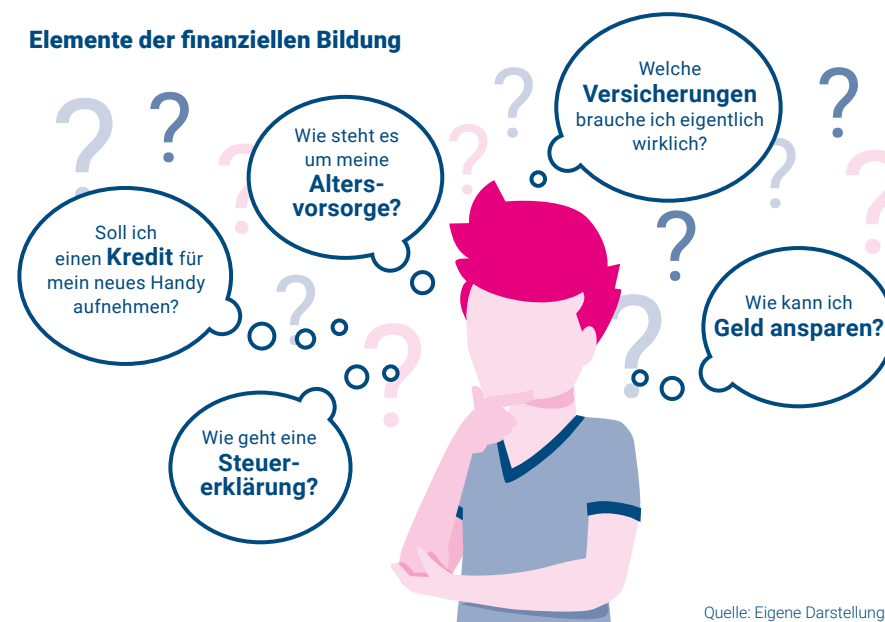 Elemente der finanziellen Bildung
Welche
Versicherungen
brauche ich eigentlich
wirklich?
Wie steht es
um meine
Alters-
vorsorge?
Soll ich
einen Kredit für
mein neues Handy
aufnehmen?
Wie kann ich
Geld ansparen?
Wie geht eine
Steuer-
erklärung?
Quelle: Eigene Darstellung